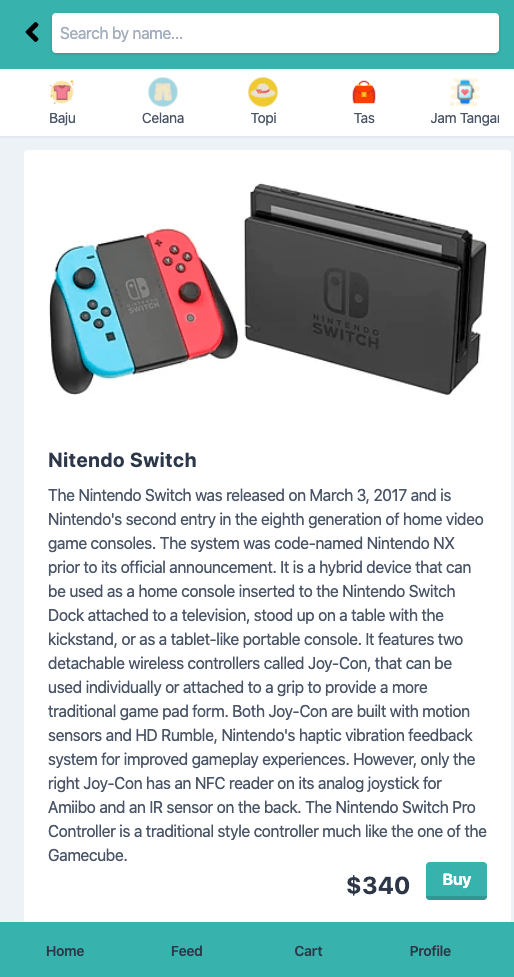 Search by name...
Baju Celana Topi Tas Jam Tangan
NINTENDO
SWITCH
NINTENDO
SWITCH
Nitendo Switch
The Nintendo Switch was released on March 3, 2017 and is
Nintendo's second entry in the eighth generation of home video
game consoles. The system was code-named Nintendo NX
prior to its official announcement. It is a hybrid device that can
be used as a home console inserted to the Nintendo Switch
Dock attached to a television, stood up on a table with the
kickstand, or as a tablet-like portable console. It features two
detachable wireless controllers called Joy-Con, that can be
used individually or attached to a grip to provide a more
traditional game pad form. Both Joy-Con are built with motion
sensors and HD Rumble, Nintendo's haptic vibration feedback
system for improved gameplay experiences. However, only the
right Joy-Con has an NFC reader on its analog joystick for
Amiibo and an IR sensor on the back. The Nintendo Switch Pro
Controller is a traditional style controller much like the one of the
Gamecube.
$340 Buy
Home Feed Cart Profile